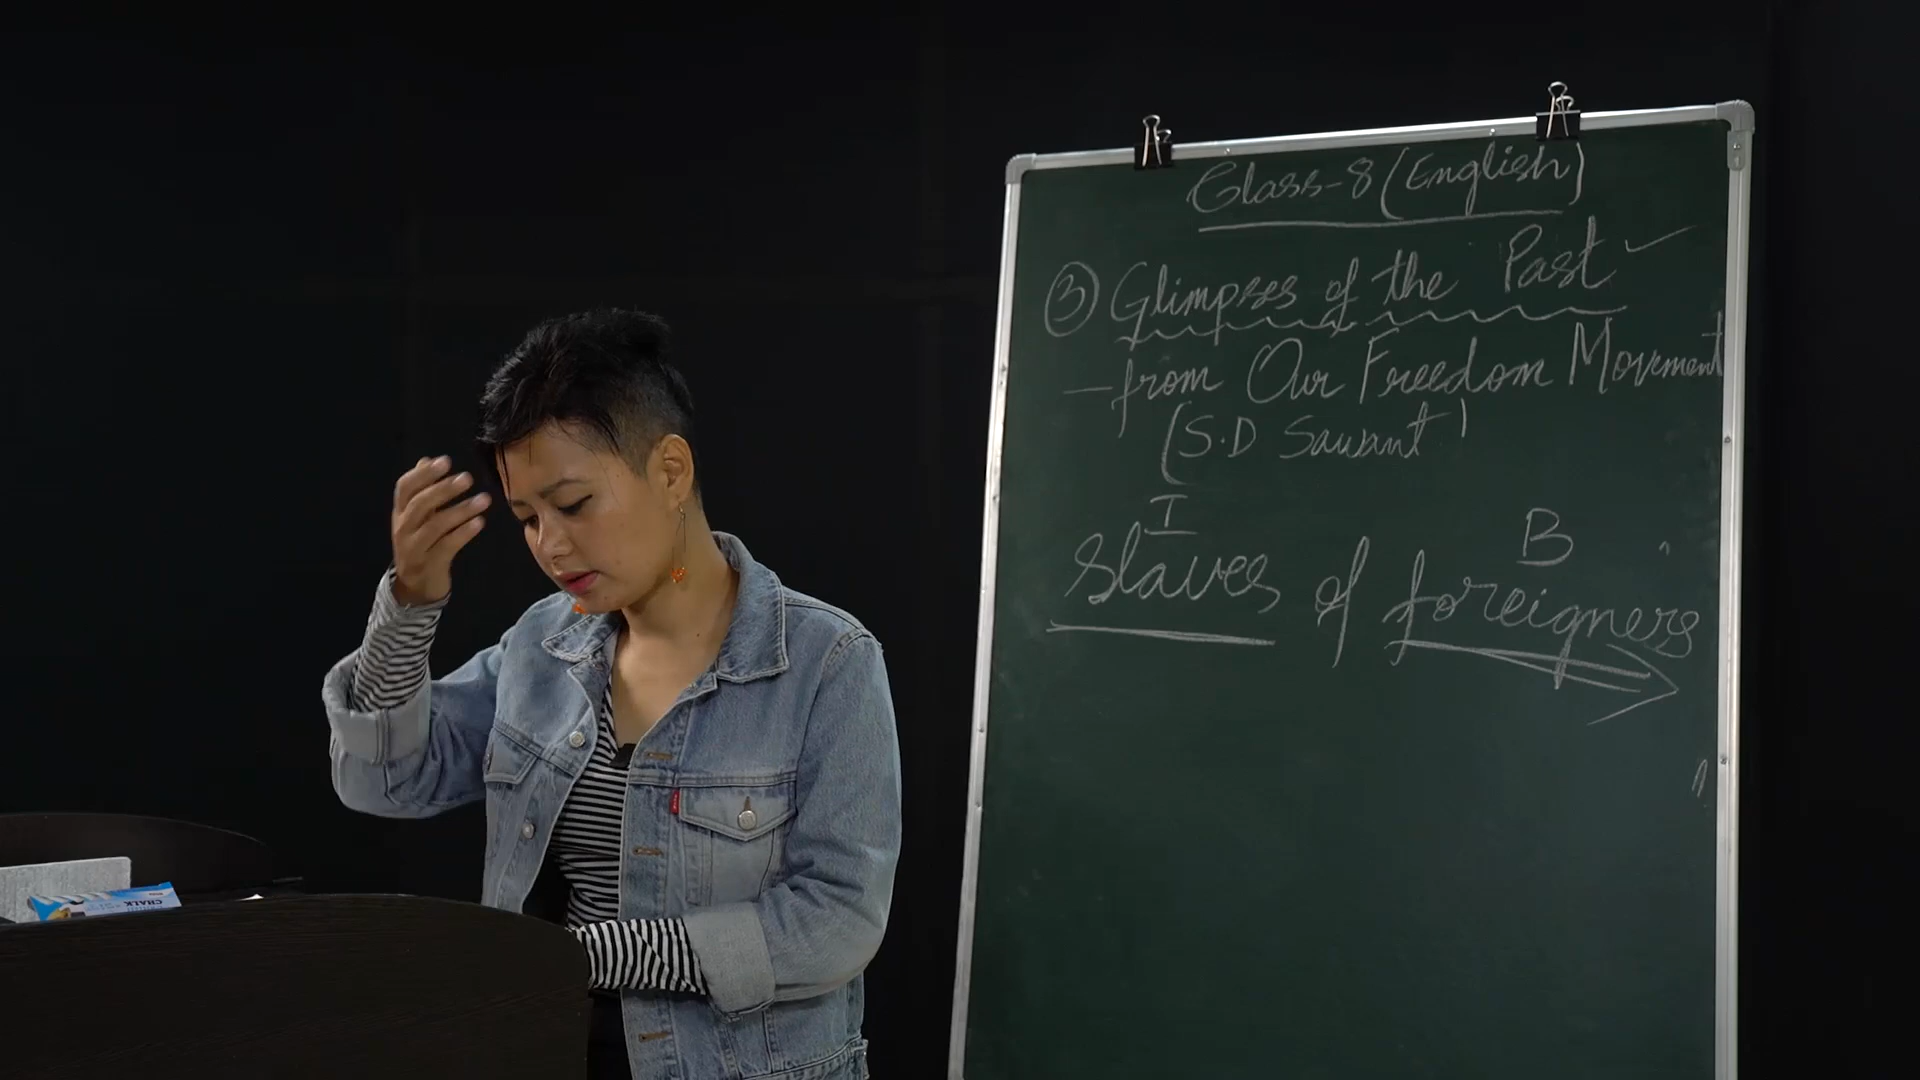 Class-8 (English)
③ Glimpses of the Past
- from Our Freedom Movement
(S.D Sawant)
I
B
Slaves of foreigners
CHALK